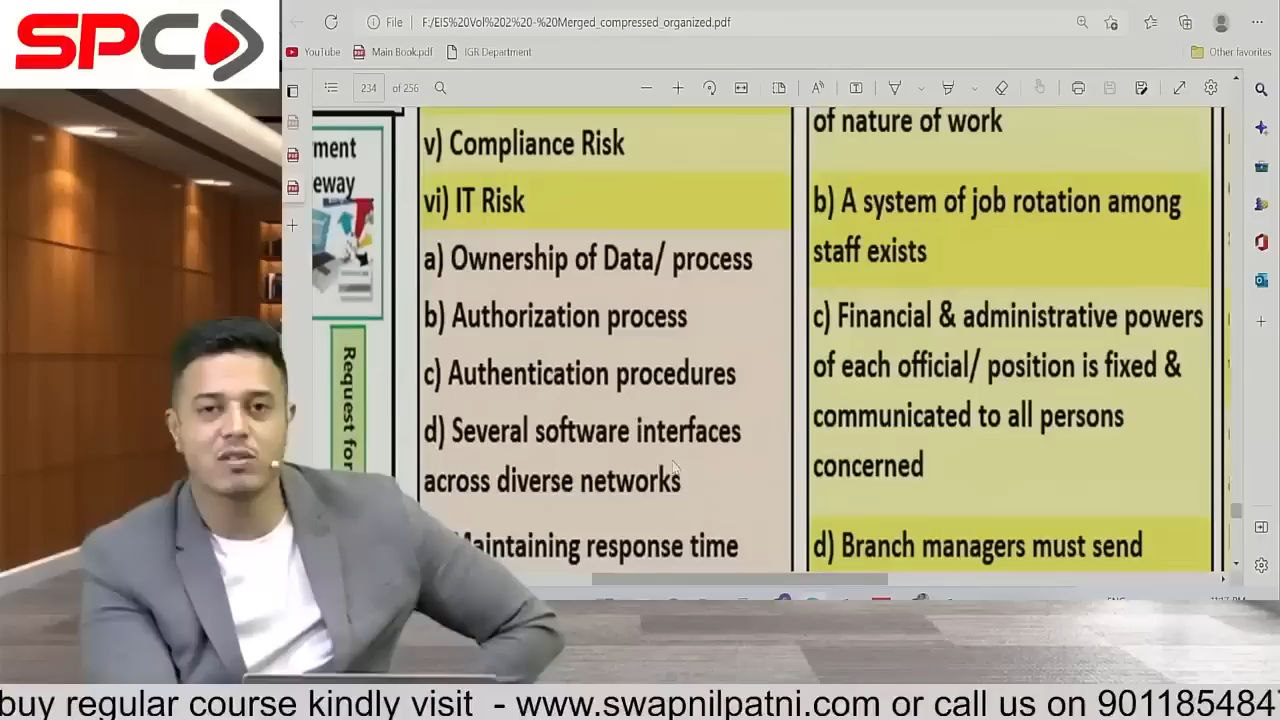 SPC
File
F:/EIS%20Vol%202%20-%20Merged_compressed_organized.pdf
YouTube
Main Book.pdf
IGR Department
Other favorites
234
of 256
ment
eway
Request for
v) Compliance Risk
vi) IT Risk
a) Ownership of Data/ process
b) Authorization process
c) Authentication procedures
d) Several software interfaces
across diverse networks
Maintaining response time
of nature of work
b) A system of job rotation among
staff exists
c) Financial & administrative powers
of each official/ position is fixed &
communicated to all persons
concerned
d) Branch managers must send
buy regular course kindly visit - www.swapnilpatni.com or call us on 901185484